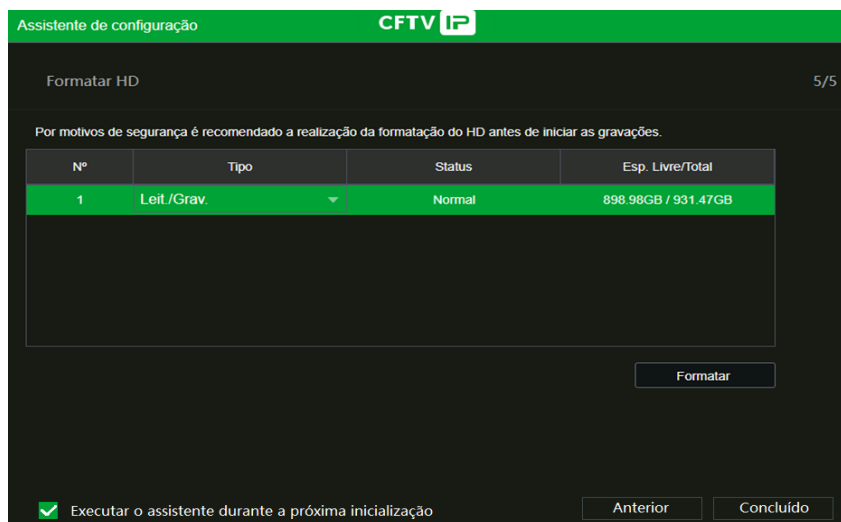 Assistente de configuração
CFTV IP
Formatar HD
5/5
Por motivos de segurança é recomendado a realização da formatação do HD antes de iniciar as gravações.
Nº Tipo Status Esp. Livre/Total
1 Leit./Grav. Normal 898.98GB / 931.47GB
Formatar
Executar o assistente durante a próxima inicialização
Anterior
Concluído